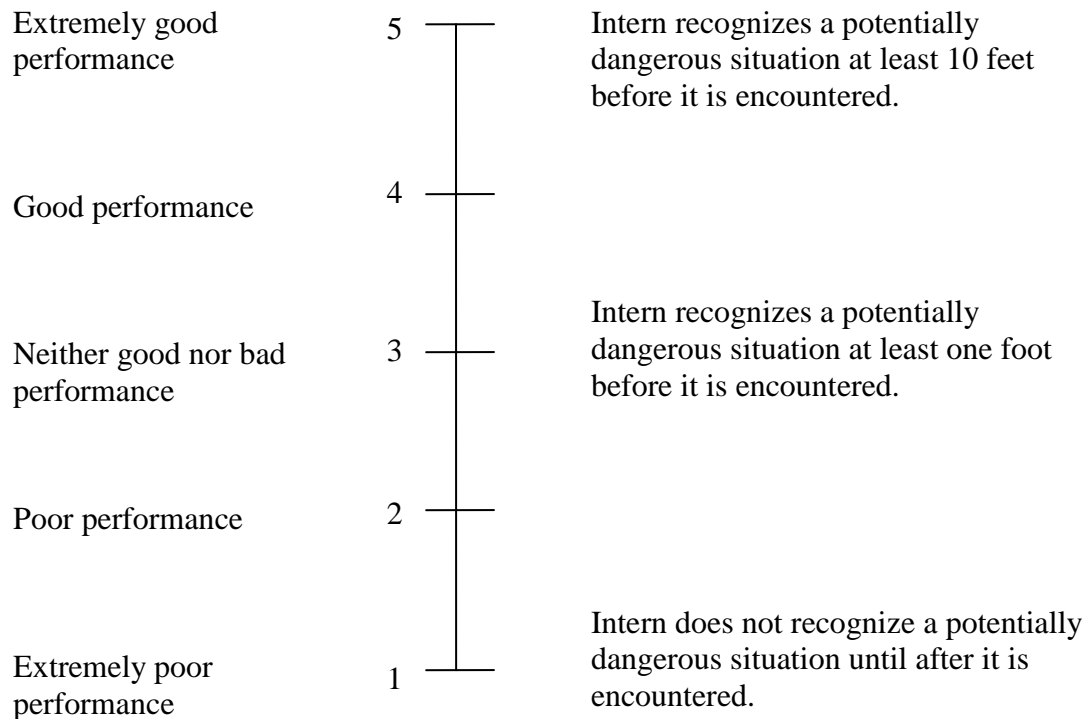 Extremely good
performance
5
Intern recognizes a potentially
dangerous situation at least 10 feet
before it is encountered.
Good performance
4
Neither good nor bad
performance
3
Intern recognizes a potentially
dangerous situation at least one foot
before it is encountered.
Poor performance
2
Extremely poor
performance
1
Intern does not recognize a potentially
dangerous situation until after it is
encountered.